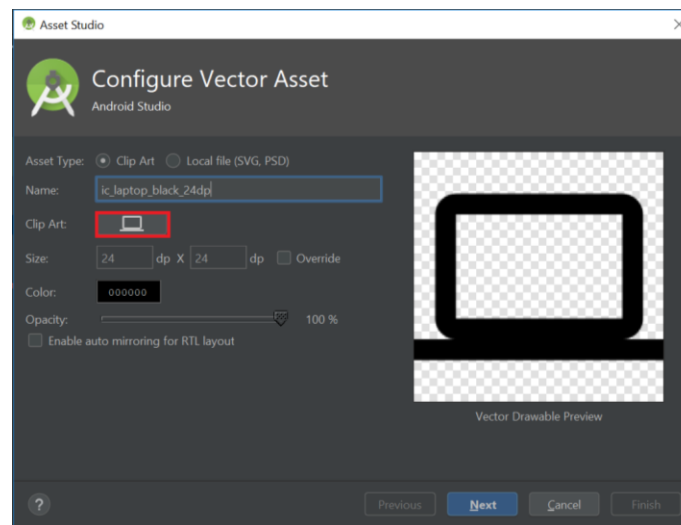 Asset Studio
Configure Vector Asset
Android Studio
Asset Type: Clip Art Local file (SVG, PSD)
Name: ic_laptop_black_24dp
Clip Art:
Size: 24 dp X 24 dp Override
Color: 000000
Opacity: 100 %
Enable auto mirroring for RTL layout
Vector Drawable Preview
? Previous Next Cancel Finish